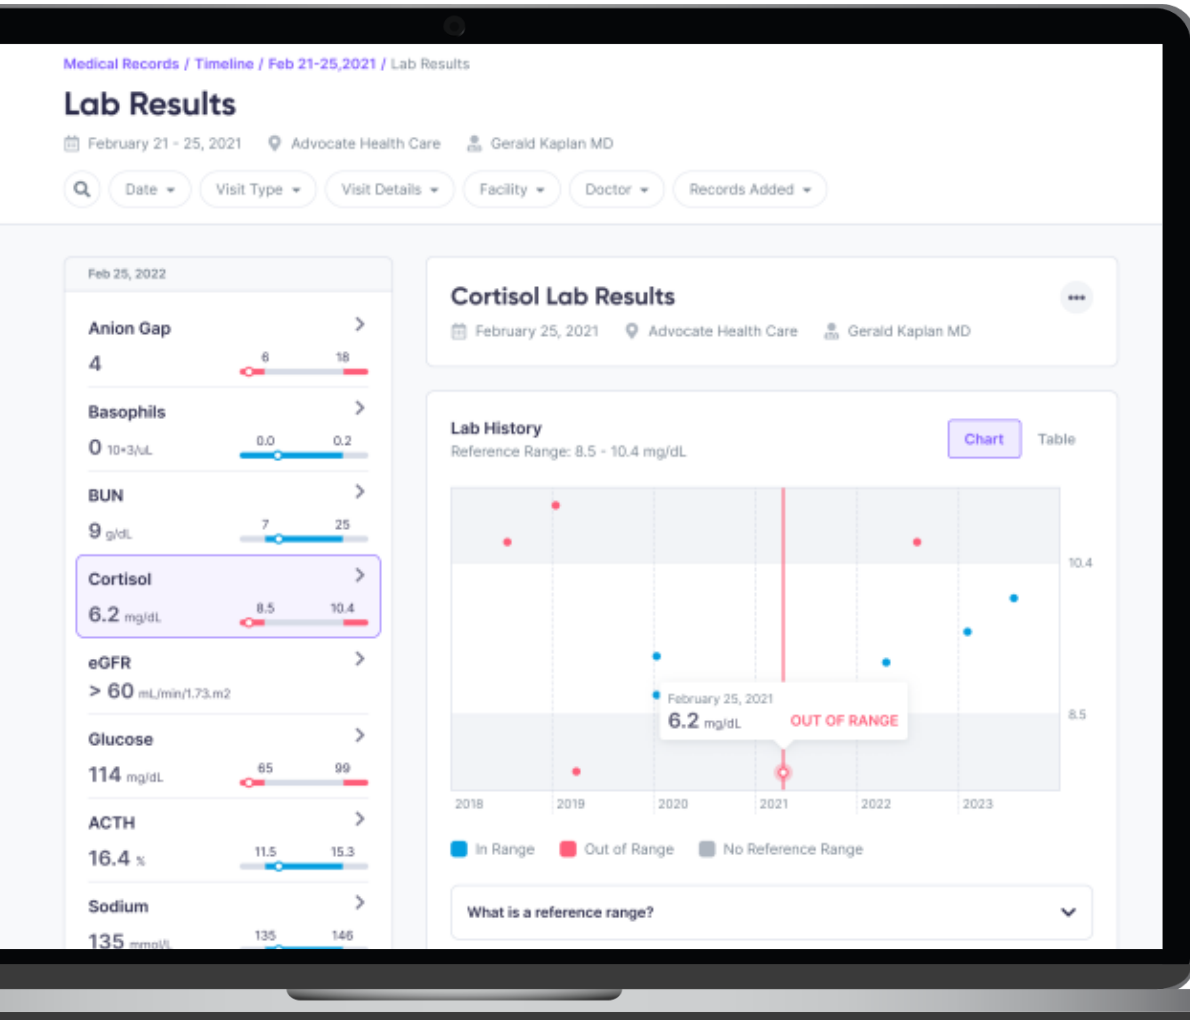 Medical Records / Timeline / Feb 21-25,2021 / Lab Results
Lab Results
February 21 - 25, 2021 Advocate Health Care Gerald Kaplan MD
Date Visit Type Visit Details Facility Doctor Records Added
Feb 25, 2022
Anion Gap
4 6 18
Basophils
0 10*3/uL 0.0 0.2
BUN
9 g/dL 7 25
Cortisol
6.2 mg/dL 8.5 10.4
eGFR
> 60 mL/min/1.73.m2
Glucose
114 mg/dL 65 99
ACTH
16.4 % 11.5 15.3
Sodium
135 mmol/L 135 146
Cortisol Lab Results
February 25, 2021 Advocate Health Care Gerald Kaplan MD
Lab History
Reference Range: 8.5 - 10.4 mg/dL
Chart Table
10.4
8.5
February 25, 2021
6.2 mg/dL OUT OF RANGE
2018 2019 2020 2021 2022 2023
In Range Out of Range No Reference Range
What is a reference range?